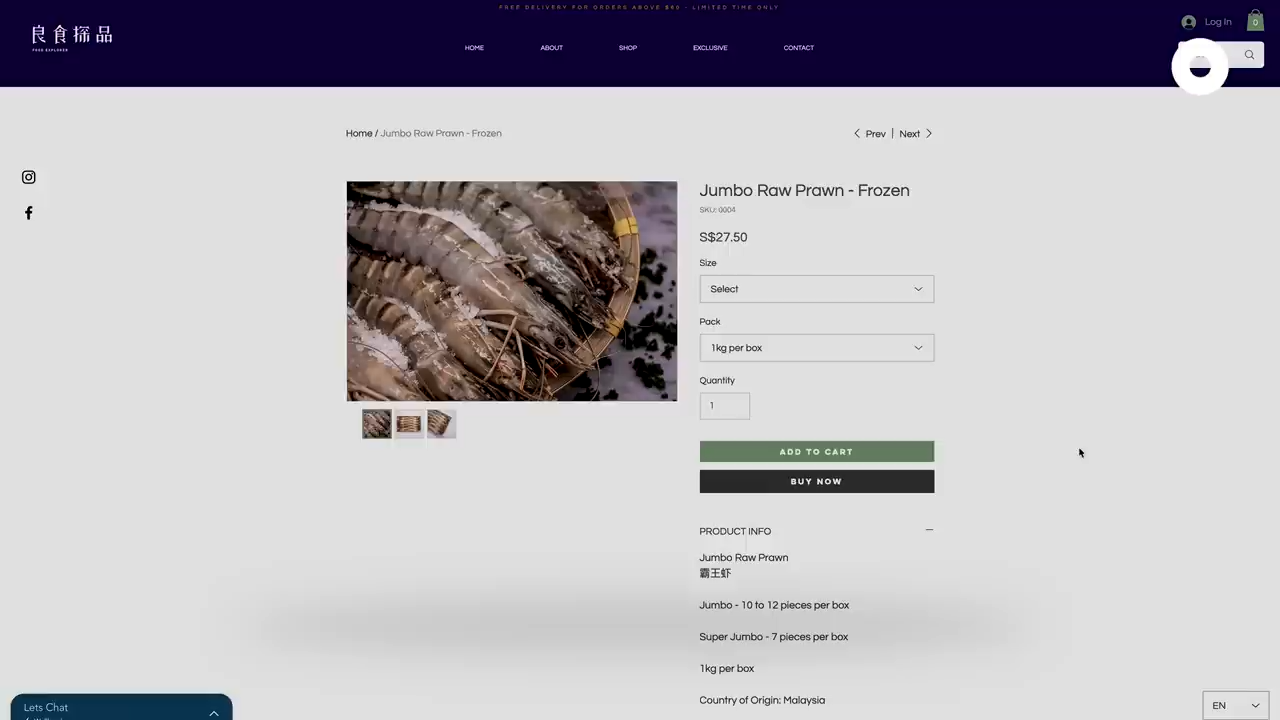 FREE DELIVERY FOR ORDERS ABOVE $60 - LIMITED TIME ONLY
良食探品
FOOD EXPLORER
HOME
ABOUT
SHOP
EXCLUSIVE
CONTACT
Log In
0
Home / Jumbo Raw Prawn - Frozen
Prev | Next
Jumbo Raw Prawn - Frozen
SKU: 0004
S$27.50
Size
Select
Pack
1kg per box
Quantity
1
ADD TO CART
BUY NOW
PRODUCT INFO
Jumbo Raw Prawn
霸王虾
Jumbo - 10 to 12 pieces per box
Super Jumbo - 7 pieces per box
1kg per box
Country of Origin: Malaysia
Lets Chat
EN